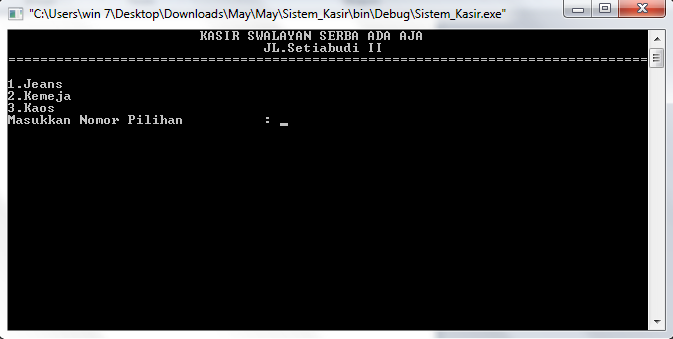 "C:\Users\win 7\Desktop\Downloads\May\May\Sistem_Kasir\bin\Debug\Sistem_Kasir.exe"
KASIR SWALAYAN SERBA ADA AJA
JL.Setiabudi II
================================================================================
1.Jeans
2.Kemeja
3.Kaos
Masukkan Nomor Pilihan : _